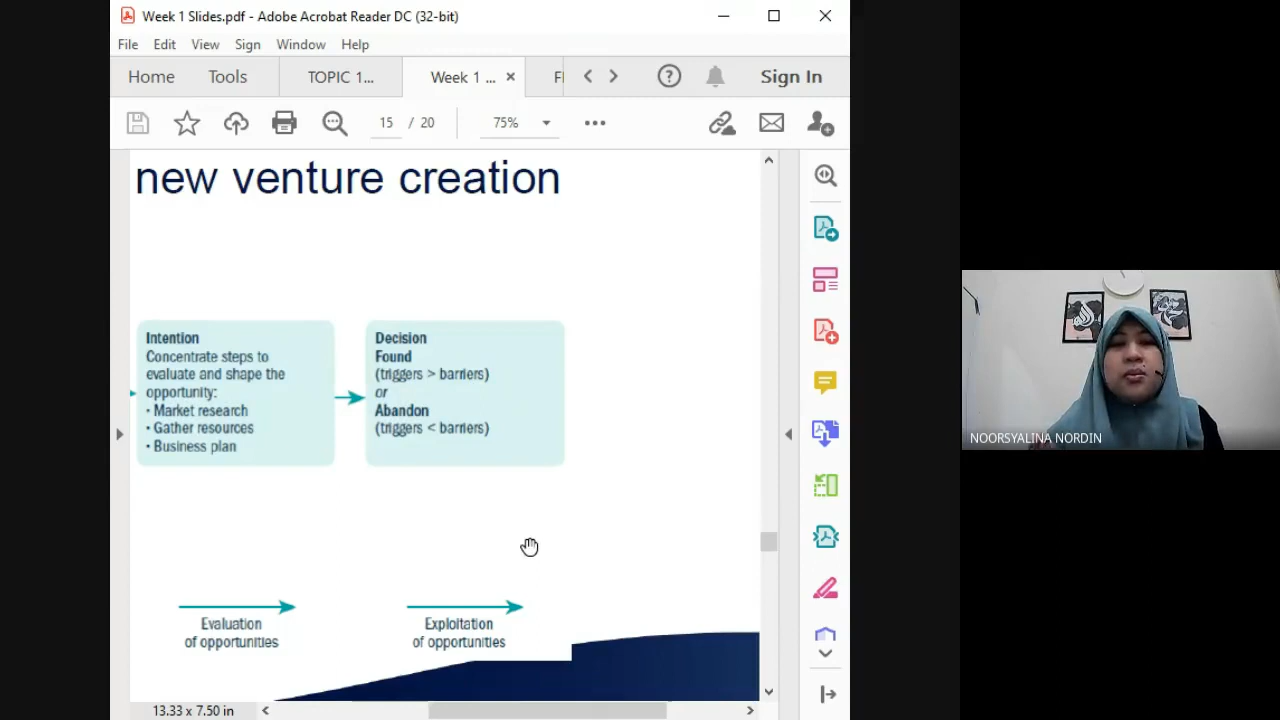 Week 1 Slides.pdf - Adobe Acrobat Reader DC (32-bit)
File Edit View Sign Window Help
Home Tools TOPIC 1... Week 1 ... Sign In
15 / 20 75%
new venture creation
Intention
Concentrate steps to
evaluate and shape the
opportunity:
• Market research
• Gather resources
• Business plan
Decision
Found
(triggers > barriers)
or
Abandon
(triggers < barriers)
Evaluation
of opportunities
Exploitation
of opportunities
13.33 x 7.50 in
NOORSYALINA NORDIN